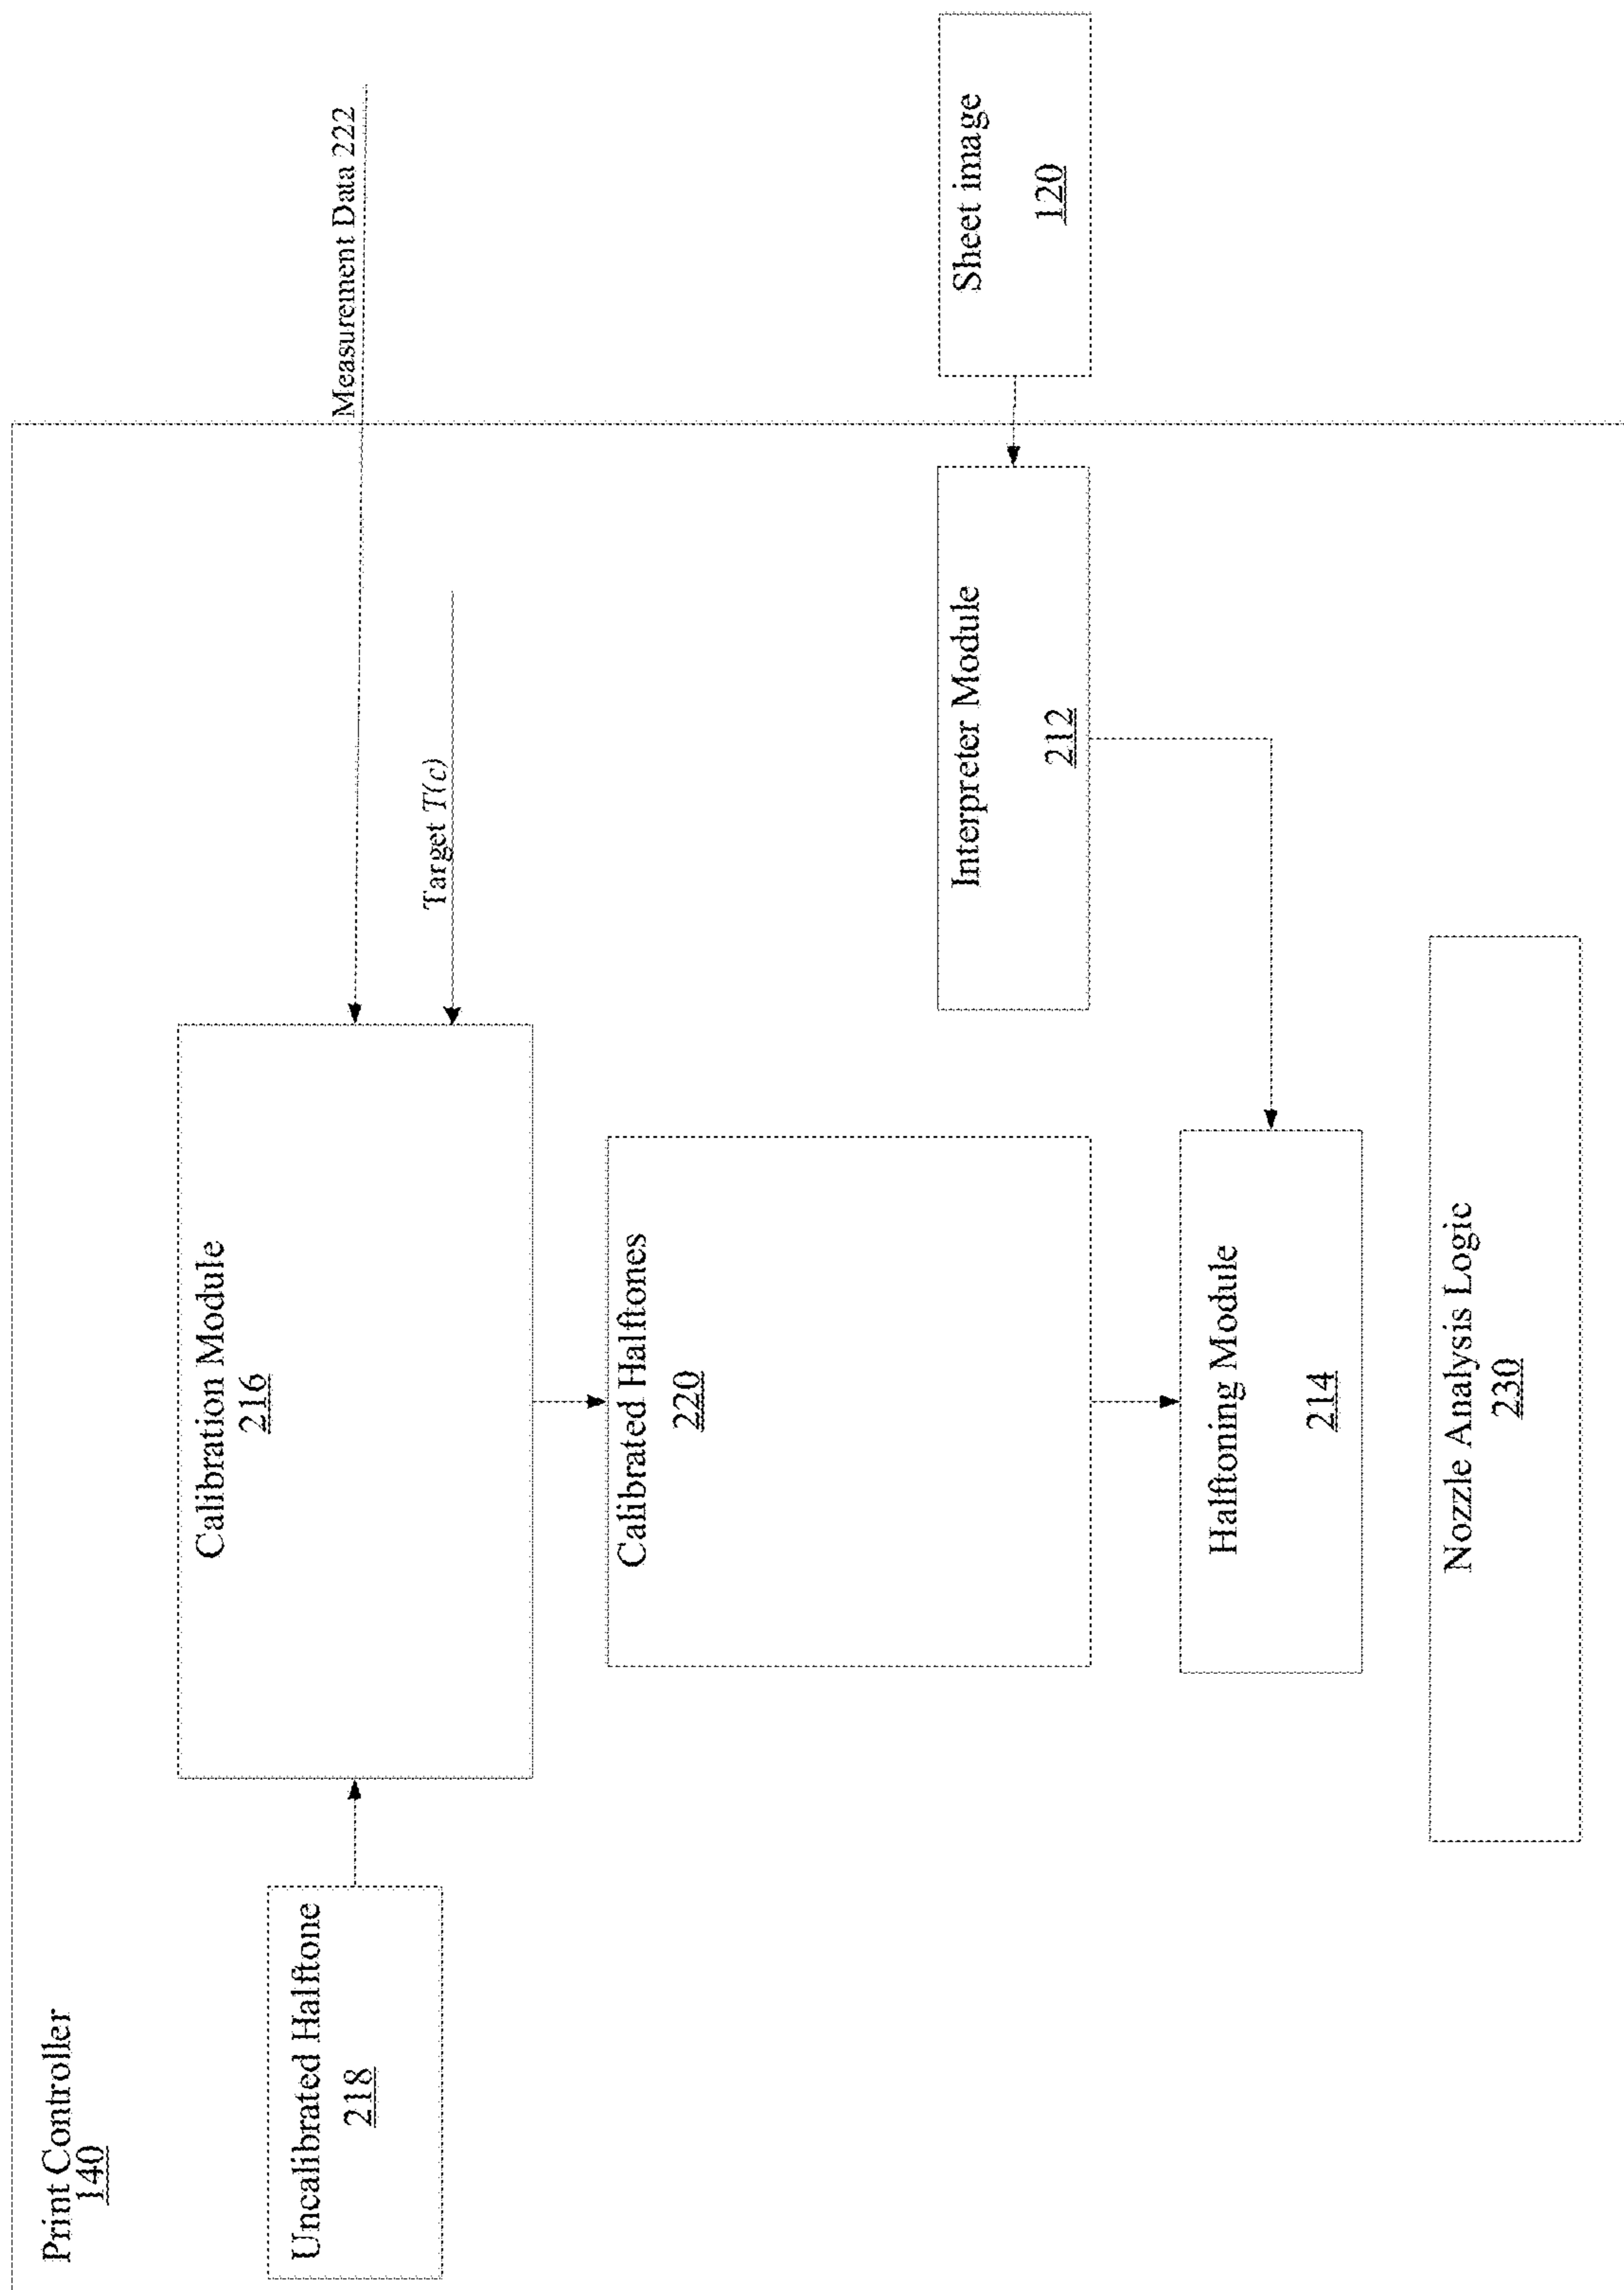 Print Controller
140
Uncalibrated Halftone
218
Calibration Module
216
Measurement Data 222
Target T(c)
Calibrated Halftones
220
Interpreter Module
212
Sheet image
120
Halftoning Module
214
Nozzle Analysis Logic
230